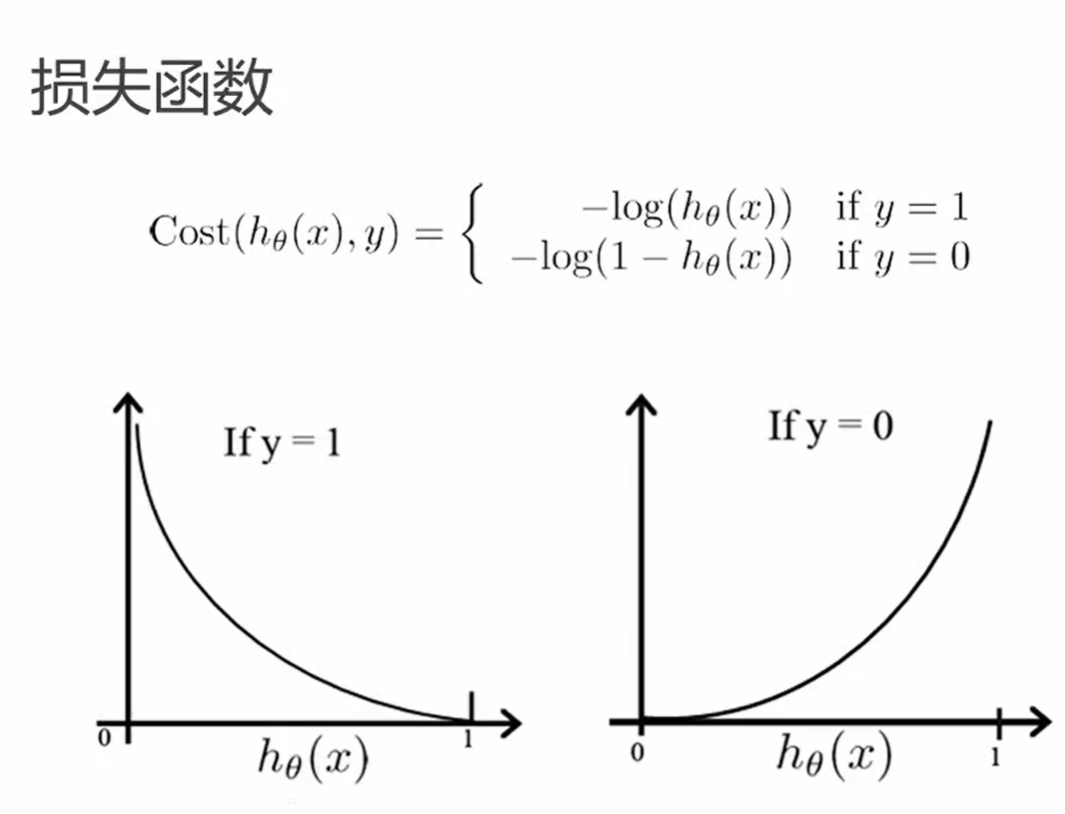 损失函数
Cost(hθ(x), y) = { −log(hθ(x)) if y = 1
−log(1 − hθ(x)) if y = 0
If y = 1
0
1
hθ(x)
If y = 0
0
1
hθ(x)